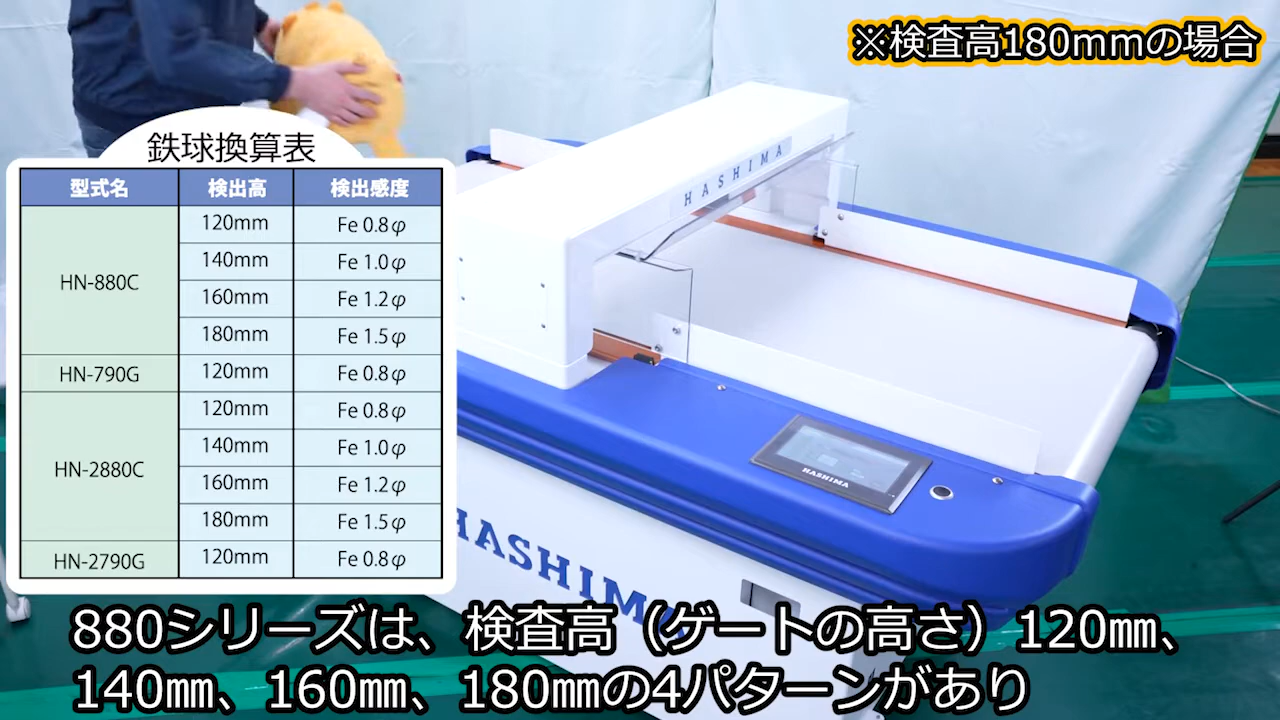 ※検査高180mmの場合
鉄球換算表
型式名 検出高 検出感度
HN-880C 120mm Fe 0.8φ
140mm Fe 1.0φ
160mm Fe 1.2φ
180mm Fe 1.5φ
HN-790G 120mm Fe 0.8φ
HN-2880C 120mm Fe 0.8φ
140mm Fe 1.0φ
160mm Fe 1.2φ
180mm Fe 1.5φ
HN-2790G 120mm Fe 0.8φ
HASHIMA
HASHIMA
HASHIMA
880シリーズは、検査高（ゲートの高さ）120㎜、
140㎜、160㎜、180㎜の4パターンがあり